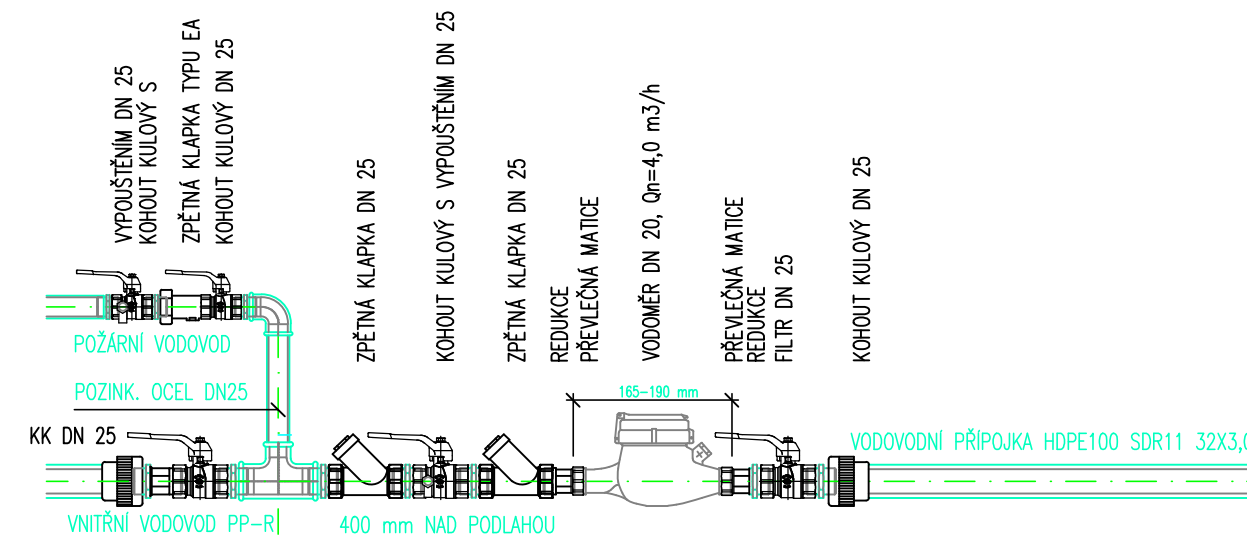 VYPOUŠTĚNÍM DN 25
KOHOUT KULOVÝ S
ZPĚTNÁ KLAPKA TYPU EA
KOHOUT KULOVÝ DN 25
ZPĚTNÁ KLAPKA DN 25
KOHOUT KULOVÝ S VYPOUŠTĚNÍM DN 25
ZPĚTNÁ KLAPKA DN 25
REDUKCE
PŘEVLEČNÁ MATICE
VODOMĚR DN 20, Qn=4,0 m3/h
PŘEVLEČNÁ MATICE
REDUKCE
FILTR DN 25
KOHOUT KULOVÝ DN 25
POŽÁRNÍ VODOVOD
POZINK. OCEL DN25
165-190 mm
KK DN 25
VODOVODNÍ PŘÍPOJKA HDPE100 SDR11 32X3,0
VNITŘNÍ VODOVOD PP-R
400 mm NAD PODLAHOU